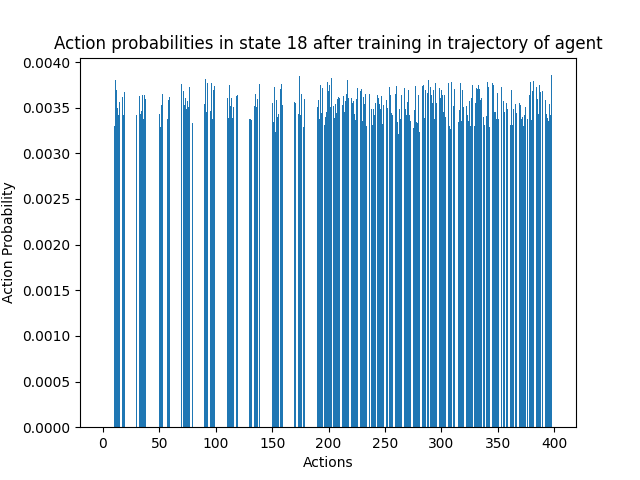 Action probabilities in state 18 after training in trajectory of agent
0.0040
0.0035
0.0030
0.0025
0.0020
0.0015
0.0010
0.0005
0.0000
Action Probability
0 50 100 150 200 250 300 350 400
Actions